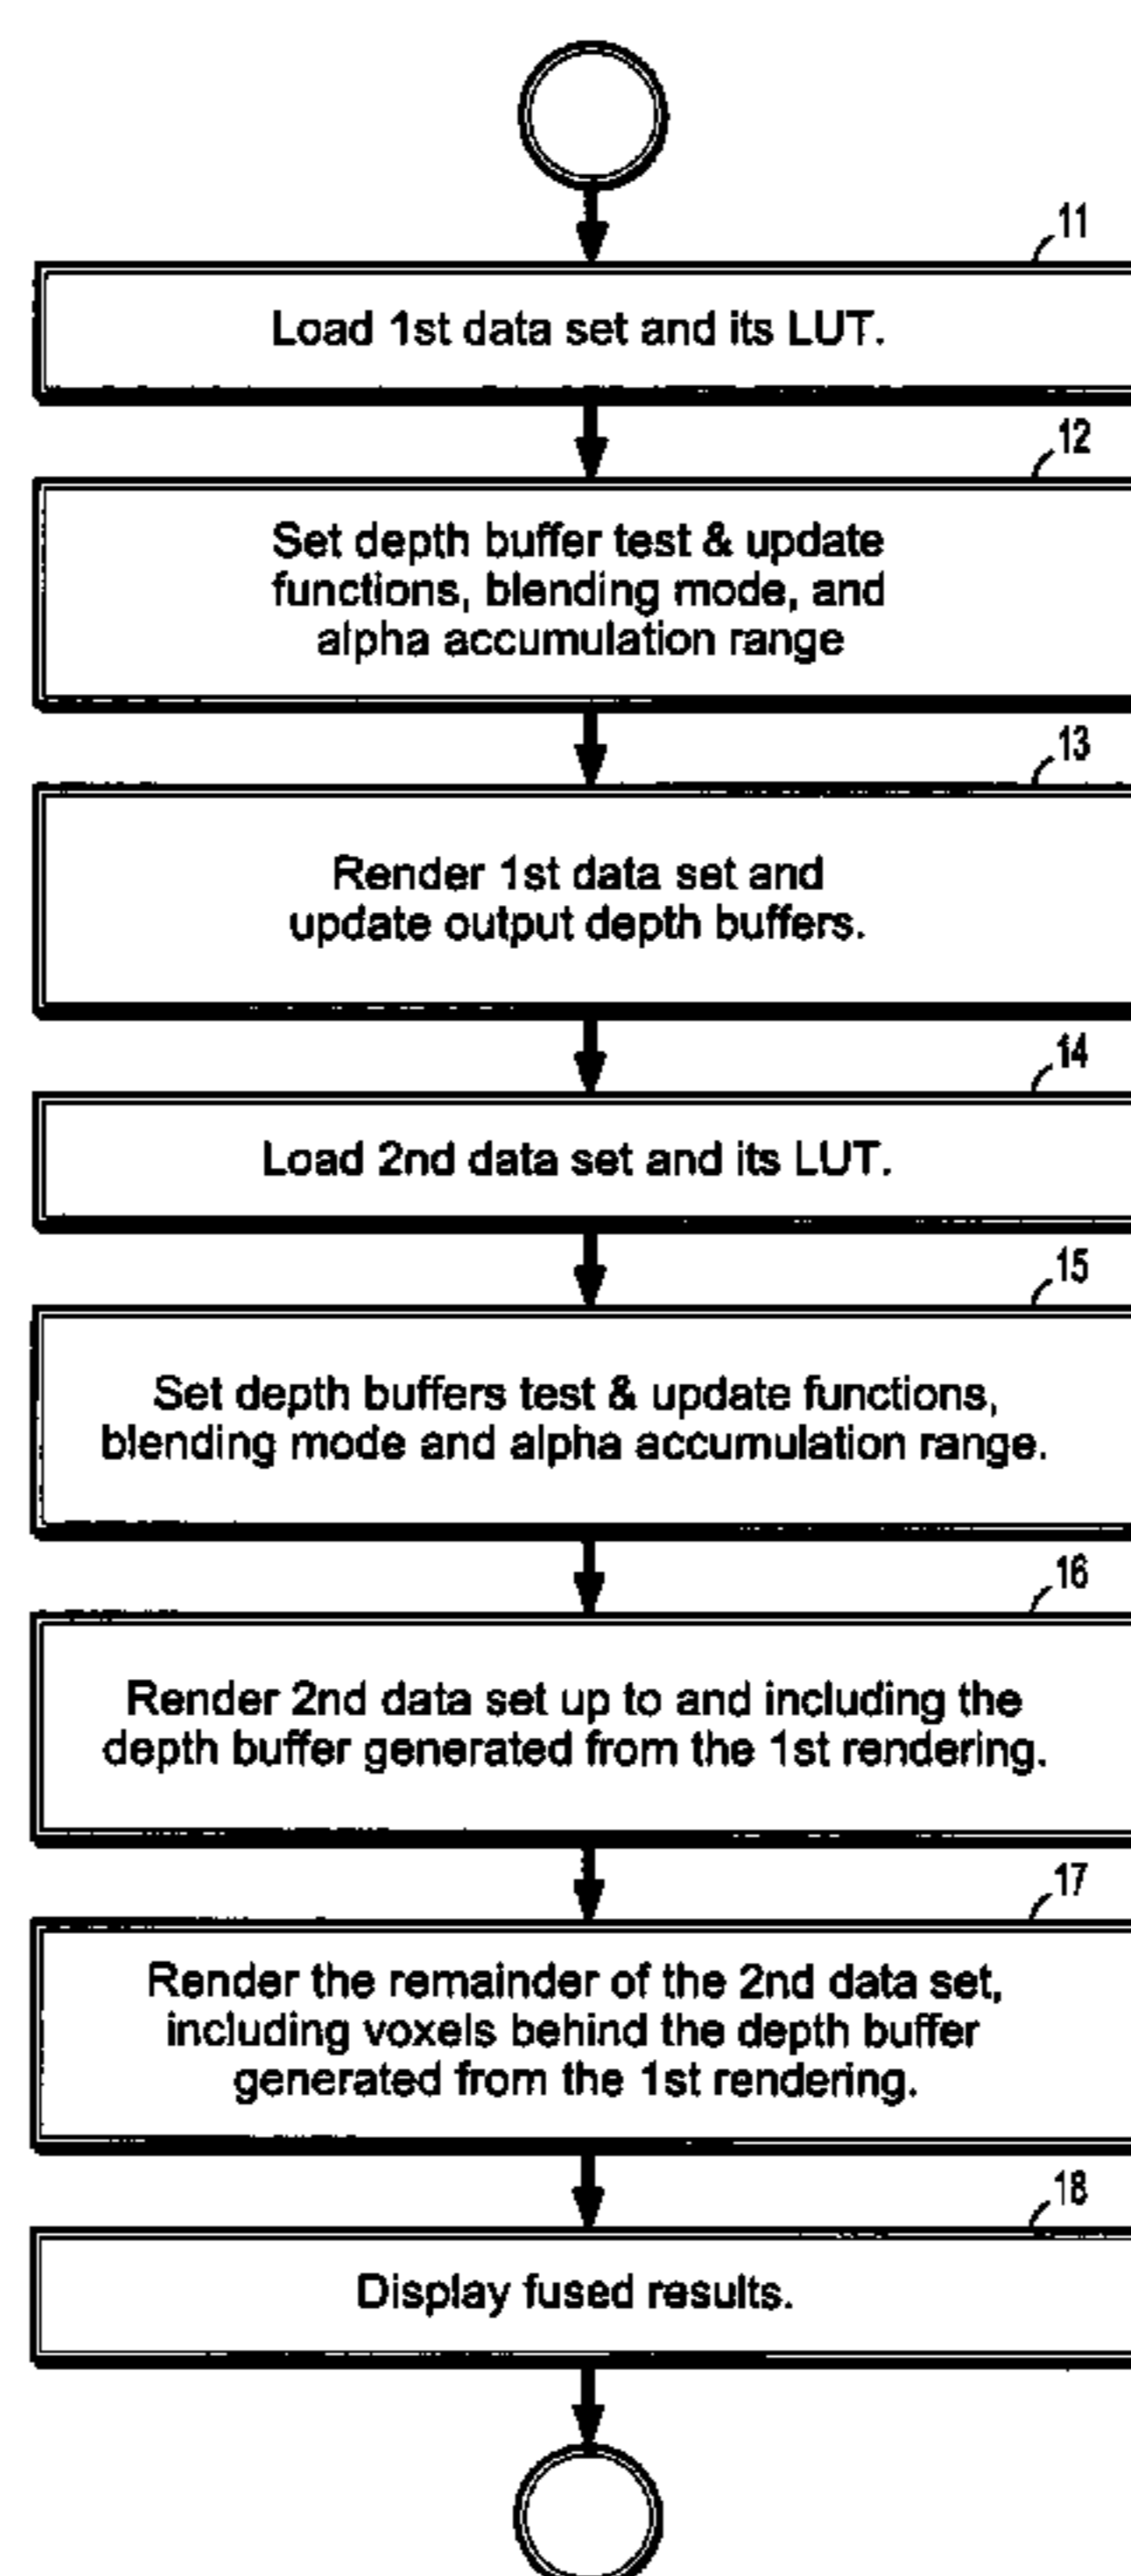 11
Load 1st data set and its LUT.
12
Set depth buffer test & update
functions, blending mode, and
alpha accumulation range
13
Render 1st data set and
update output depth buffers.
14
Load 2nd data set and its LUT.
15
Set depth buffers test & update functions,
blending mode and alpha accumulation range.
16
Render 2nd data set up to and including the
depth buffer generated from the 1st rendering.
17
Render the remainder of the 2nd data set,
including voxels behind the depth buffer
generated from the 1st rendering.
18
Display fused results.